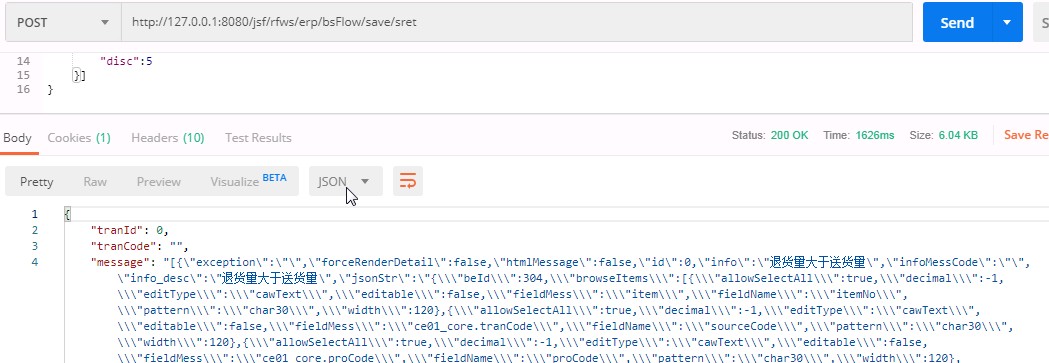 POST http://127.0.0.1:8080/jsf/rfws/erp/bsFlow/save/sret Send S
14 "disc":5
15 }]
16 }
Body Cookies (1) Headers (10) Test Results Status: 200 OK Time: 1626ms Size: 6.04 KB Save Re
Pretty Raw Preview Visualize BETA JSON
1 {
2 "tranId": 0,
3 "tranCode": "",
4 "message": "[{\"exception\":\"\",\"forceRenderDetail\":false,\"htmlMessage\":false,\"id\":0,\"info\":\"退货量大于送货量\",\"infoMessCode\":\"\",
\"info_desc\":\"退货量大于送货量\",\"jsonStr\":\"{\\\"beId\\\":304,\\\"browseItems\\\":[{\\\"allowSelectAll\\\":true,\\\"decimal\\\":-1,
\\\"editType\\\":\\\"cawText\\\",\\\"editable\\\":false,\\\"fieldMess\\\":\\\"item\\\",\\\"fieldName\\\":\\\"itemNo\\\",
\\\"pattern\\\":\\\"char30\\\",\\\"width\\\":120},{\\\"allowSelectAll\\\":true,\\\"decimal\\\":-1,\\\"editType\\\":\\\"cawText\\\",
\\\"editable\\\":false,\\\"fieldMess\\\":\\\"ce01_core.tranCode\\\",\\\"fieldName\\\":\\\"sourceCode\\\",\\\"pattern\\\":\\\"char30\\\",
\\\"width\\\":120},{\\\"allowSelectAll\\\":true,\\\"decimal\\\":-1,\\\"editType\\\":\\\"cawText\\\",\\\"editable\\\":false,
\\\"fieldMess\\\":\\\"ce01_core.proCode\\\",\\\"fieldName\\\":\\\"proCode\\\",\\\"pattern\\\":\\\"char30\\\",\\\"width\\\":120},